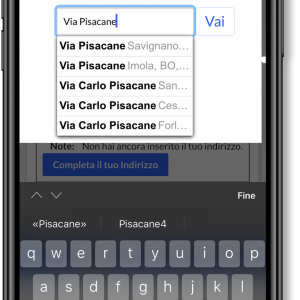 Via Pisacane Vai
Via Pisacane Savignano...
Via Pisacane Imola, BO,...
Via Carlo Pisacane San...
Via Carlo Pisacane Ces...
Via Carlo Pisacane Forl...
Note: Non hai ancora inserito il tuo indirizzo.
Completa il tuo Indirizzo
Fine
«Pisacane» Pisacane4
q w e r t y u i o p
a s d f g h j k l